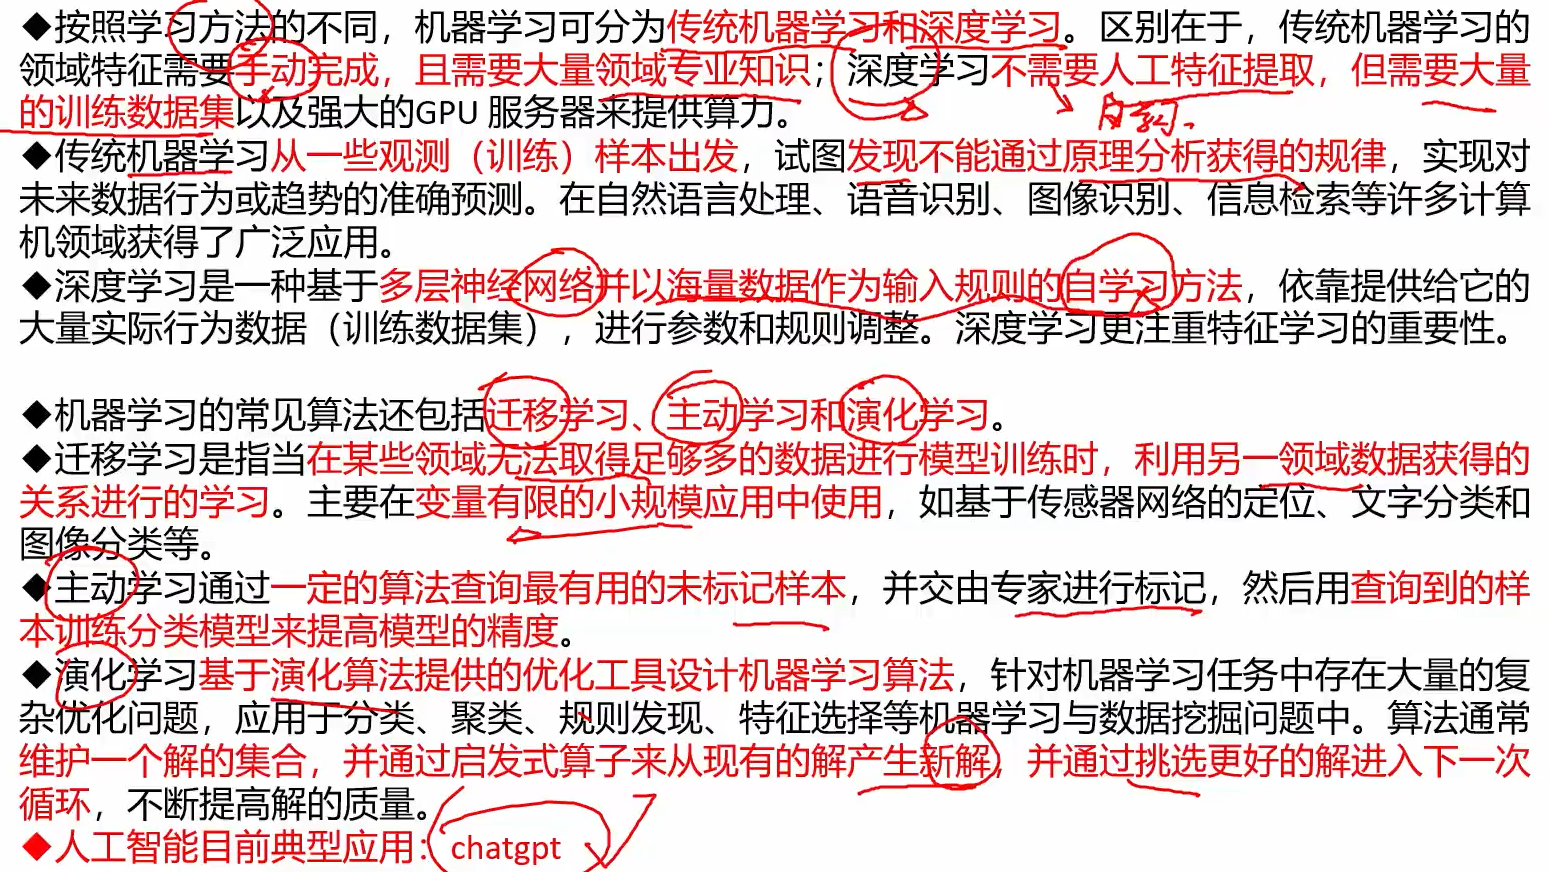 ◆按照学习方法的不同，机器学习可分为传统机器学习和深度学习。区别在于，传统机器学习的
领域特征需要手动完成，且需要大量领域专业知识；深度学习不需要人工特征提取，但需要大量
的训练数据集以及强大的GPU 服务器来提供算力。
自学习、
◆传统机器学习从一些观测（训练）样本出发，试图发现不能通过原理分析获得的规律，实现对
未来数据行为或趋势的准确预测。在自然语言处理、语音识别、图像识别、信息检索等许多计算
机领域获得了广泛应用。
◆深度学习是一种基于多层神经网络并以海量数据作为输入规则的自学习方法，依靠提供给它的
大量实际行为数据（训练数据集），进行参数和规则调整。深度学习更注重特征学习的重要性。
◆机器学习的常见算法还包括迁移学习、主动学习和演化学习。
◆迁移学习是指当在某些领域无法取得足够多的数据进行模型训练时，利用另一领域数据获得的
关系进行的学习。主要在变量有限的小规模应用中使用，如基于传感器网络的定位、文字分类和
图像分类等。
◆主动学习通过一定的算法查询最有用的未标记样本，并交由专家进行标记，然后用查询到的样
本训练分类模型来提高模型的精度。
◆演化学习基于演化算法提供的优化工具设计机器学习算法，针对机器学习任务中存在大量的复
杂优化问题，应用于分类、聚类、规则发现、特征选择等机器学习与数据挖掘问题中。算法通常
维护一个解的集合，并通过启发式算子来从现有的解产生新解，并通过挑选更好的解进入下一次
循环，不断提高解的质量。
◆人工智能目前典型应用：chatgpt